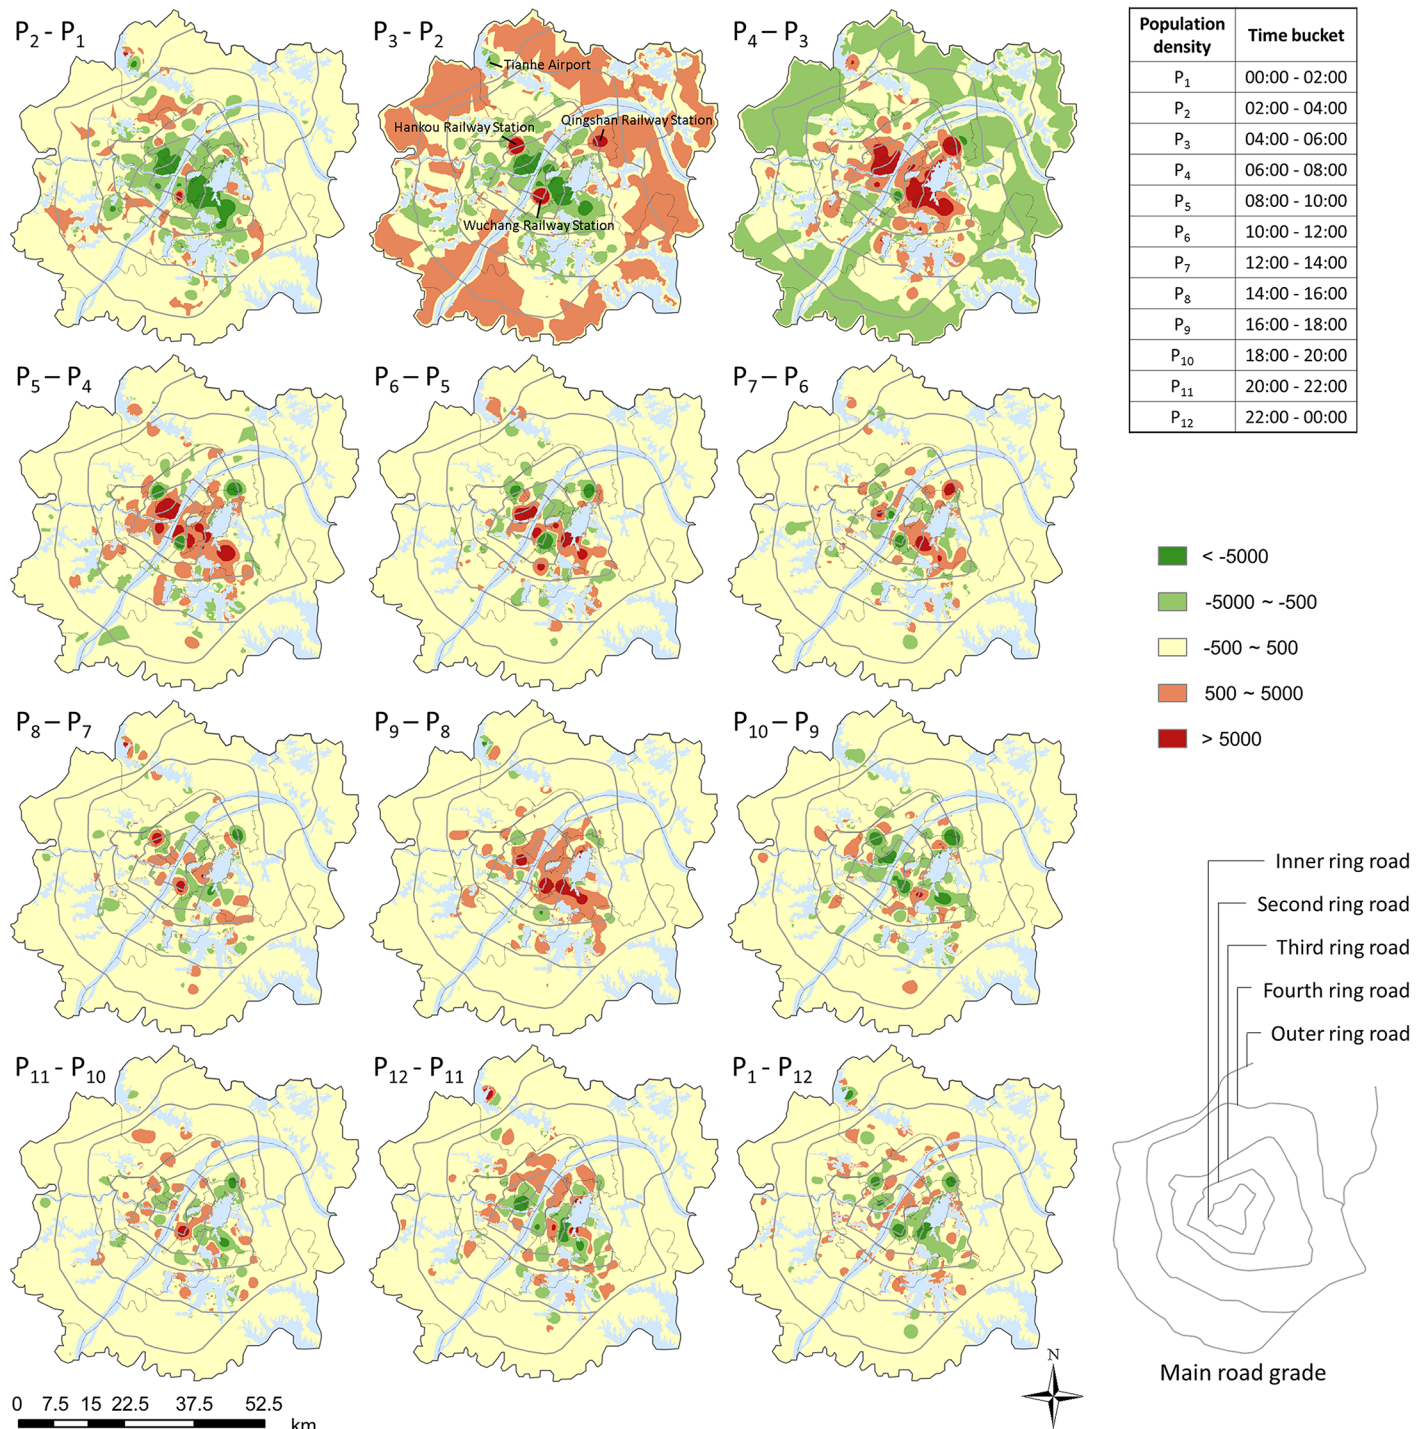 P2 - P1
P3 - P2
Tianhe Airport
Hankou Railway Station
Qingshan Railway Station
Wuchang Railway Station
P4 – P3
P5 – P4
P6 – P5
P7 – P6
P8 – P7
P9 – P8
P10 – P9
P11 - P10
P12 - P11
P1 - P12
0 7.5 15 22.5 37.5 52.5
km
N
Population density Time bucket
P1 00:00 - 02:00
P2 02:00 - 04:00
P3 04:00 - 06:00
P4 06:00 - 08:00
P5 08:00 - 10:00
P6 10:00 - 12:00
P7 12:00 - 14:00
P8 14:00 - 16:00
P9 16:00 - 18:00
P10 18:00 - 20:00
P11 20:00 - 22:00
P12 22:00 - 00:00
< -5000
-5000 ~ -500
-500 ~ 500
500 ~ 5000
> 5000
Inner ring road
Second ring road
Third ring road
Fourth ring road
Outer ring road
Main road grade